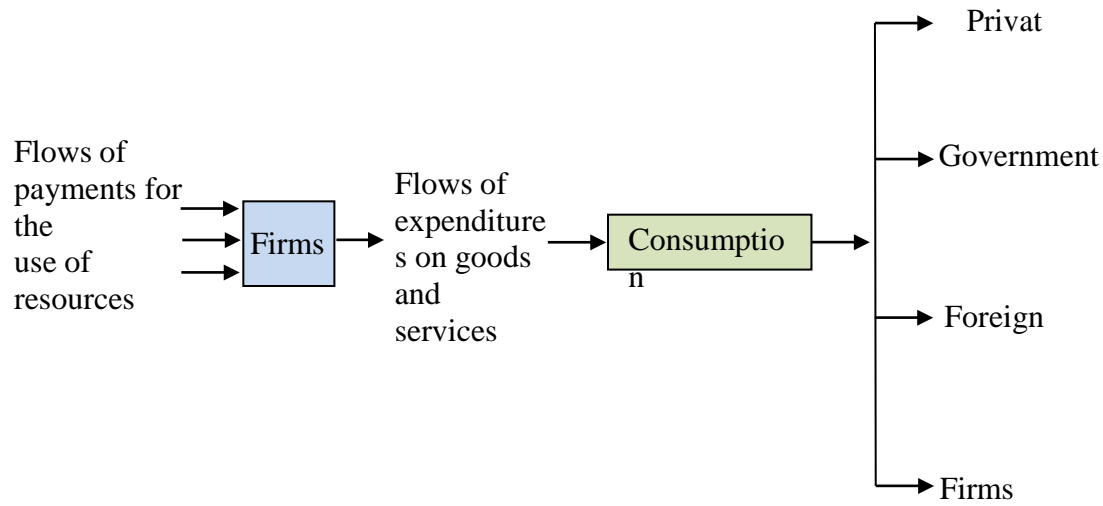 Flows of
payments for
the
use of
resources
Firms
Flows of
expenditure
s on goods
and
services
Consumptio
n
Privat
Government
Foreign
Firms